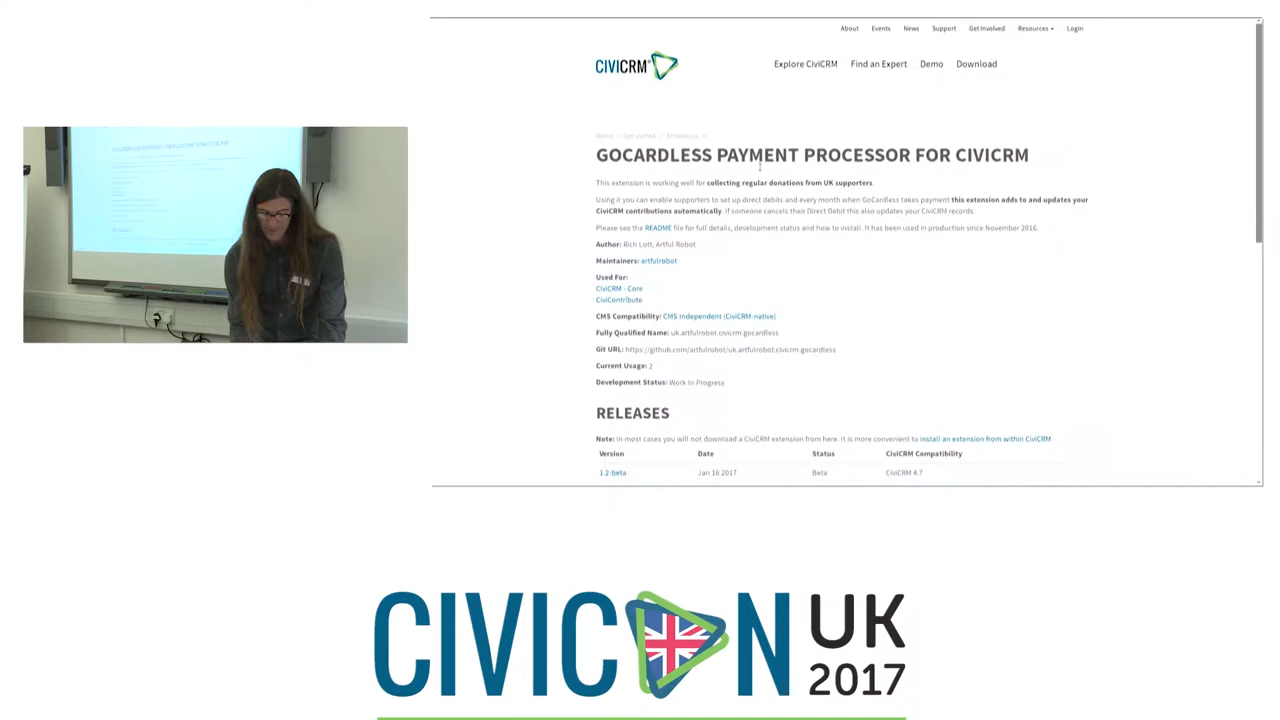 About Events News Support Get Involved Resources Login
CIVICRM
Explore CiviCRM Find an Expert Demo Download
Home > Get started > Extensions >
GOCARDLESS PAYMENT PROCESSOR FOR CIVICRM
This extension is working well for collecting regular donations from UK supporters.
Using it you can enable supporters to set up direct debits and every month when GoCardless takes payment this extension adds to and updates your
CiviCRM contributions automatically. If someone cancels their Direct Debit this also updates your CiviCRM records.
Please see the README file for full details, development status and how to install. It has been used in production since November 2016.
Author: Rich Lott, Artful Robot
Maintainers: artfulrobot
Used For:
CiviCRM - Core
CiviContribute
CMS Compatibility: CMS Independent (CiviCRM-native)
Fully Qualified Name: uk.artfulrobot.civicrm.gocardless
Git URL: https://github.com/artfulrobot/uk.artfulrobot.civicrm.gocardless
Current Usage: 2
Development Status: Work In Progress
RELEASES
Note: In most cases you will not download a CiviCRM extension from here. It is more convenient to install an extension from within CiviCRM
Version Date Status CiviCRM Compatibility
1.2-beta Jan 16 2017 Beta CiviCRM 4.7
GOCARDLESS PAYMENT PROCESSOR FOR CIVICRM
CIVICON UK
2017